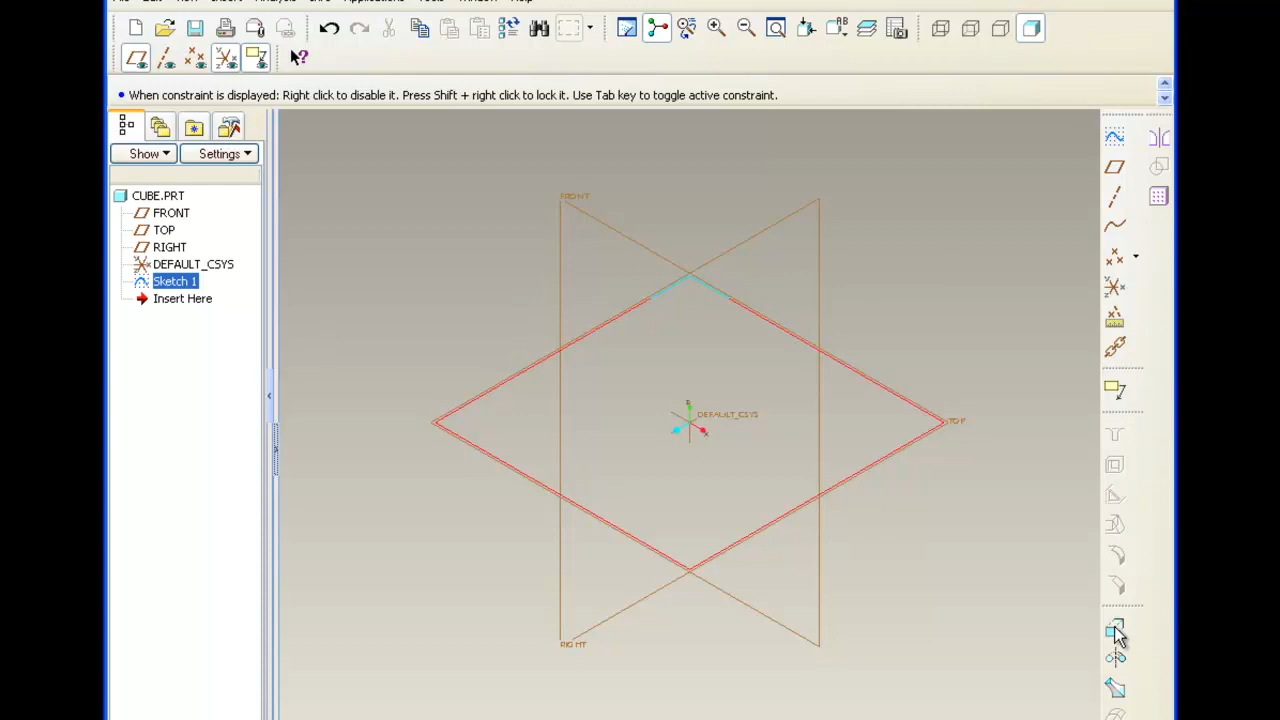 When constraint is displayed: Right click to disable it. Press Shift + right click to lock it. Use Tab key to toggle active constraint.
Show
Settings
CUBE.PRT
FRONT
TOP
RIGHT
DEFAULT_CSYS
Sketch 1
Insert Here
FRONT
DEFAULT_CSYS
X
TOP
RIGHT